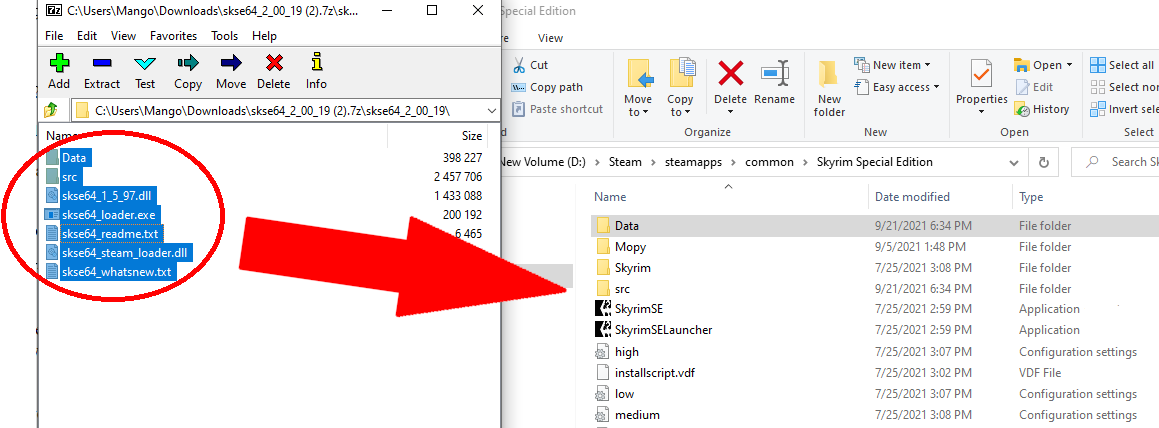 C:\Users\Mango\Downloads\skse64_2_00_19 (2).7z\sk...
File Edit View Favorites Tools Help
Add Extract Test Copy Move Delete Info
C:\Users\Mango\Downloads\skse64_2_00_19 (2).7z\skse64_2_00_19\
Name Size
Data 398 227
src 2 457 706
skse64_1_5_97.dll 1 433 088
skse64_loader.exe 200 192
skse64_readme.txt 6 465
skse64_steam_loader.dll
skse64_whatsnew.txt
Special Edition
View
Cut
Copy path
Paste shortcut
Move to
Copy to
Delete
Rename
Organize
New folder
New item
Easy access
New
Properties
Open
Edit
History
Open
Select all
Select
Invert
Select
New Volume (D:) > Steam > steamapps > common > Skyrim Special Edition
Name Date modified Type
Data 9/21/2021 6:34 PM File folder
Mopy 9/5/2021 1:48 PM File folder
Skyrim 7/25/2021 3:08 PM File folder
src 9/21/2021 6:34 PM File folder
SkyrimSE 7/25/2021 2:59 PM Application
SkyrimSELauncher 7/25/2021 2:59 PM Application
high 7/25/2021 3:07 PM Configuration settings
installscript.vdf 7/25/2021 3:02 PM VDF File
low 7/25/2021 3:07 PM Configuration settings
medium 7/25/2021 3:08 PM Configuration settings